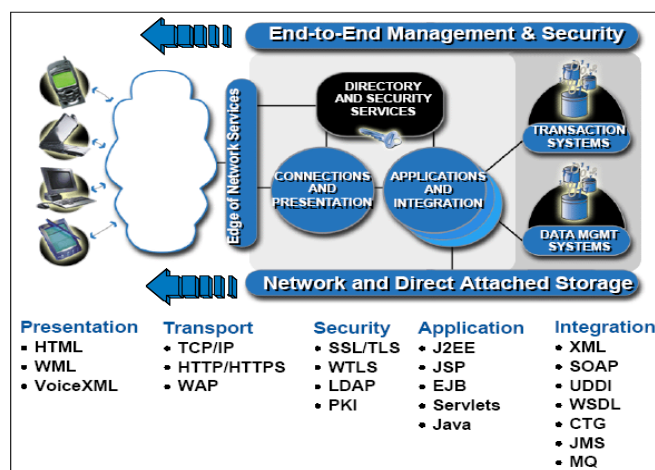 End-to-End Management & Security
DIRECTORY
AND SECURITY
SERVICES
TRANSACTION
SYSTEMS
Edge of Network Services
CONNECTIONS
AND
PRESENTATION
APPLICATIONS
AND
INTEGRATION
DATA MGMT
SYSTEMS
Network and Direct Attached Storage
Presentation
• HTML
• WML
• VoiceXML
Transport
• TCP/IP
• HTTP/HTTPS
• WAP
Security
• SSL/TLS
• WTLS
• LDAP
• PKI
Application
• J2EE
• JSP
• EJB
• Servlets
• Java
Integration
• XML
• SOAP
• UDDI
• WSDL
• CTG
• JMS
• MQ